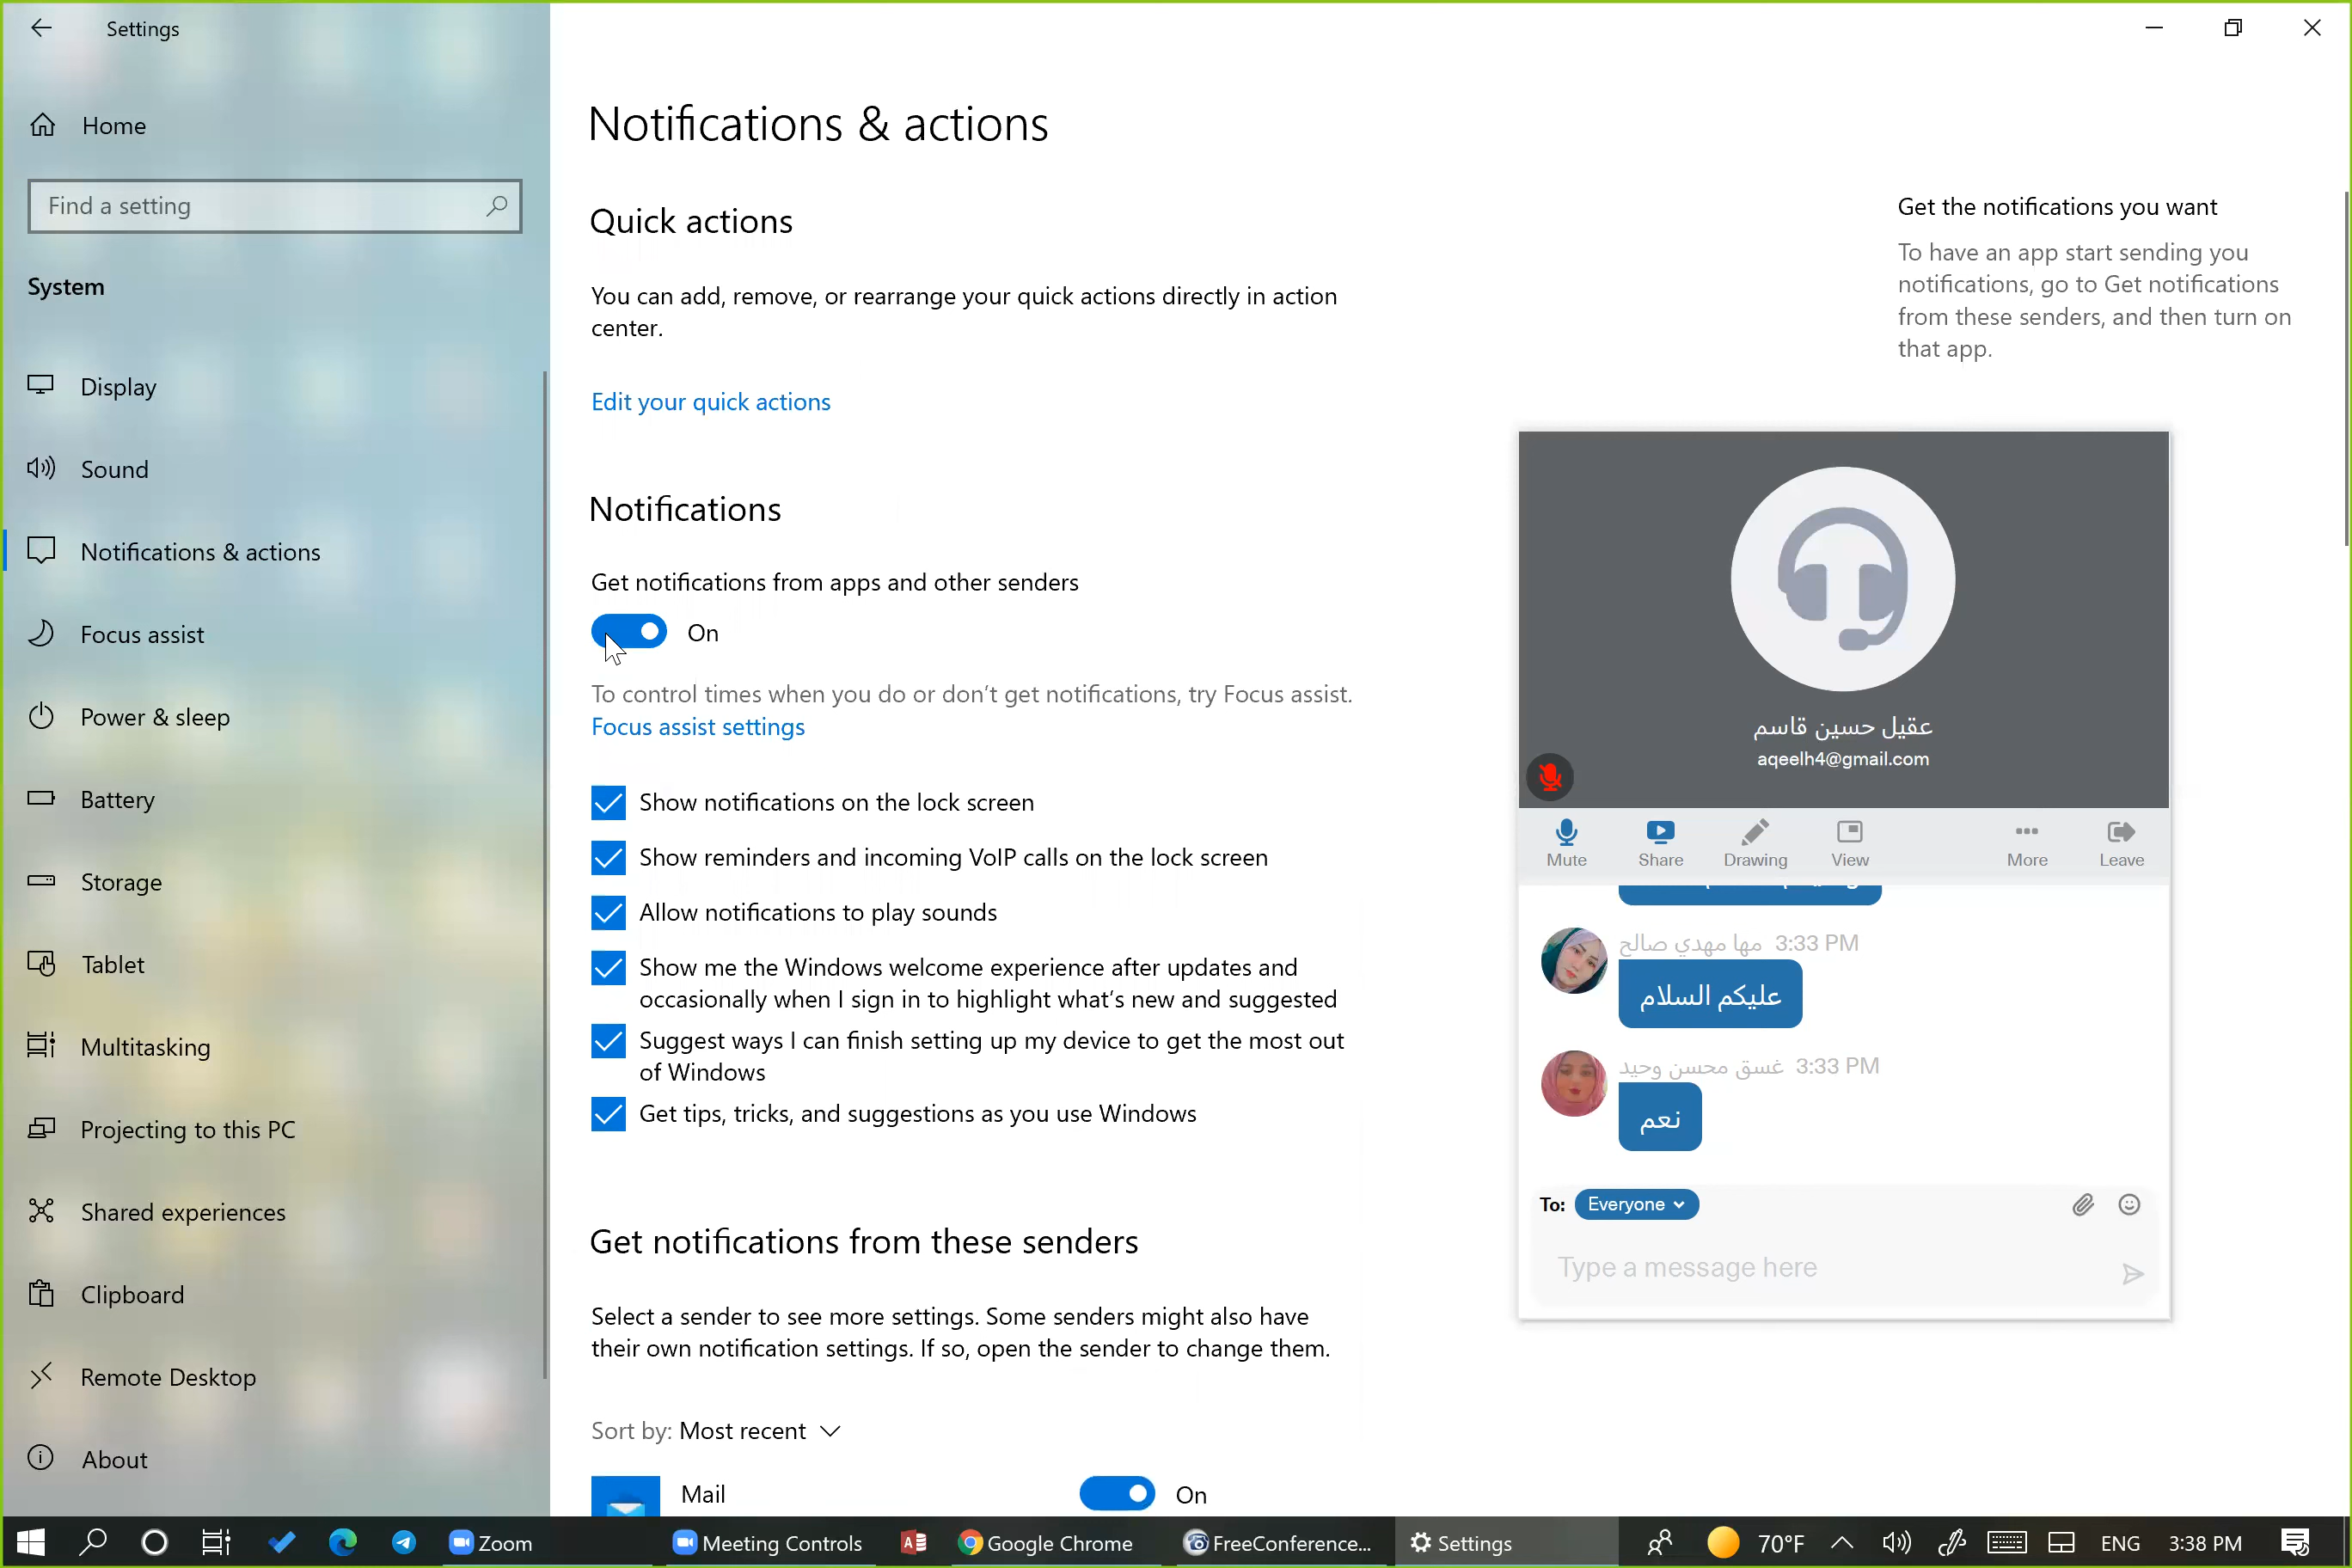 Settings
Home
Find a setting
System
Display
Sound
Notifications & actions
Focus assist
Power & sleep
Battery
Storage
Tablet
Multitasking
Projecting to this PC
Shared experiences
Clipboard
Remote Desktop
About
Notifications & actions
Quick actions
You can add, remove, or rearrange your quick actions directly in action
center.
Edit your quick actions
Notifications
Get notifications from apps and other senders
On
To control times when you do or don't get notifications, try Focus assist.
Focus assist settings
Show notifications on the lock screen
Show reminders and incoming VoIP calls on the lock screen
Allow notifications to play sounds
Show me the Windows welcome experience after updates and
occasionally when I sign in to highlight what's new and suggested
Suggest ways I can finish setting up my device to get the most out
of Windows
Get tips, tricks, and suggestions as you use Windows
Get notifications from these senders
Select a sender to see more settings. Some senders might also have
their own notification settings. If so, open the sender to change them.
Sort by: Most recent
Mail On
Get the notifications you want
To have an app start sending you
notifications, go to Get notifications
from these senders, and then turn on
that app.
عقيل حسين قاسم
aqeelh4@gmail.com
Mute Share Drawing View More Leave
مها مهدي صالح 3:33 PM
عليكم السلام
غسق محسن وحيد 3:33 PM
نعم
To: Everyone
Type a message here
Zoom Meeting Controls Google Chrome FreeConference... Settings 70°F ENG 3:38 PM